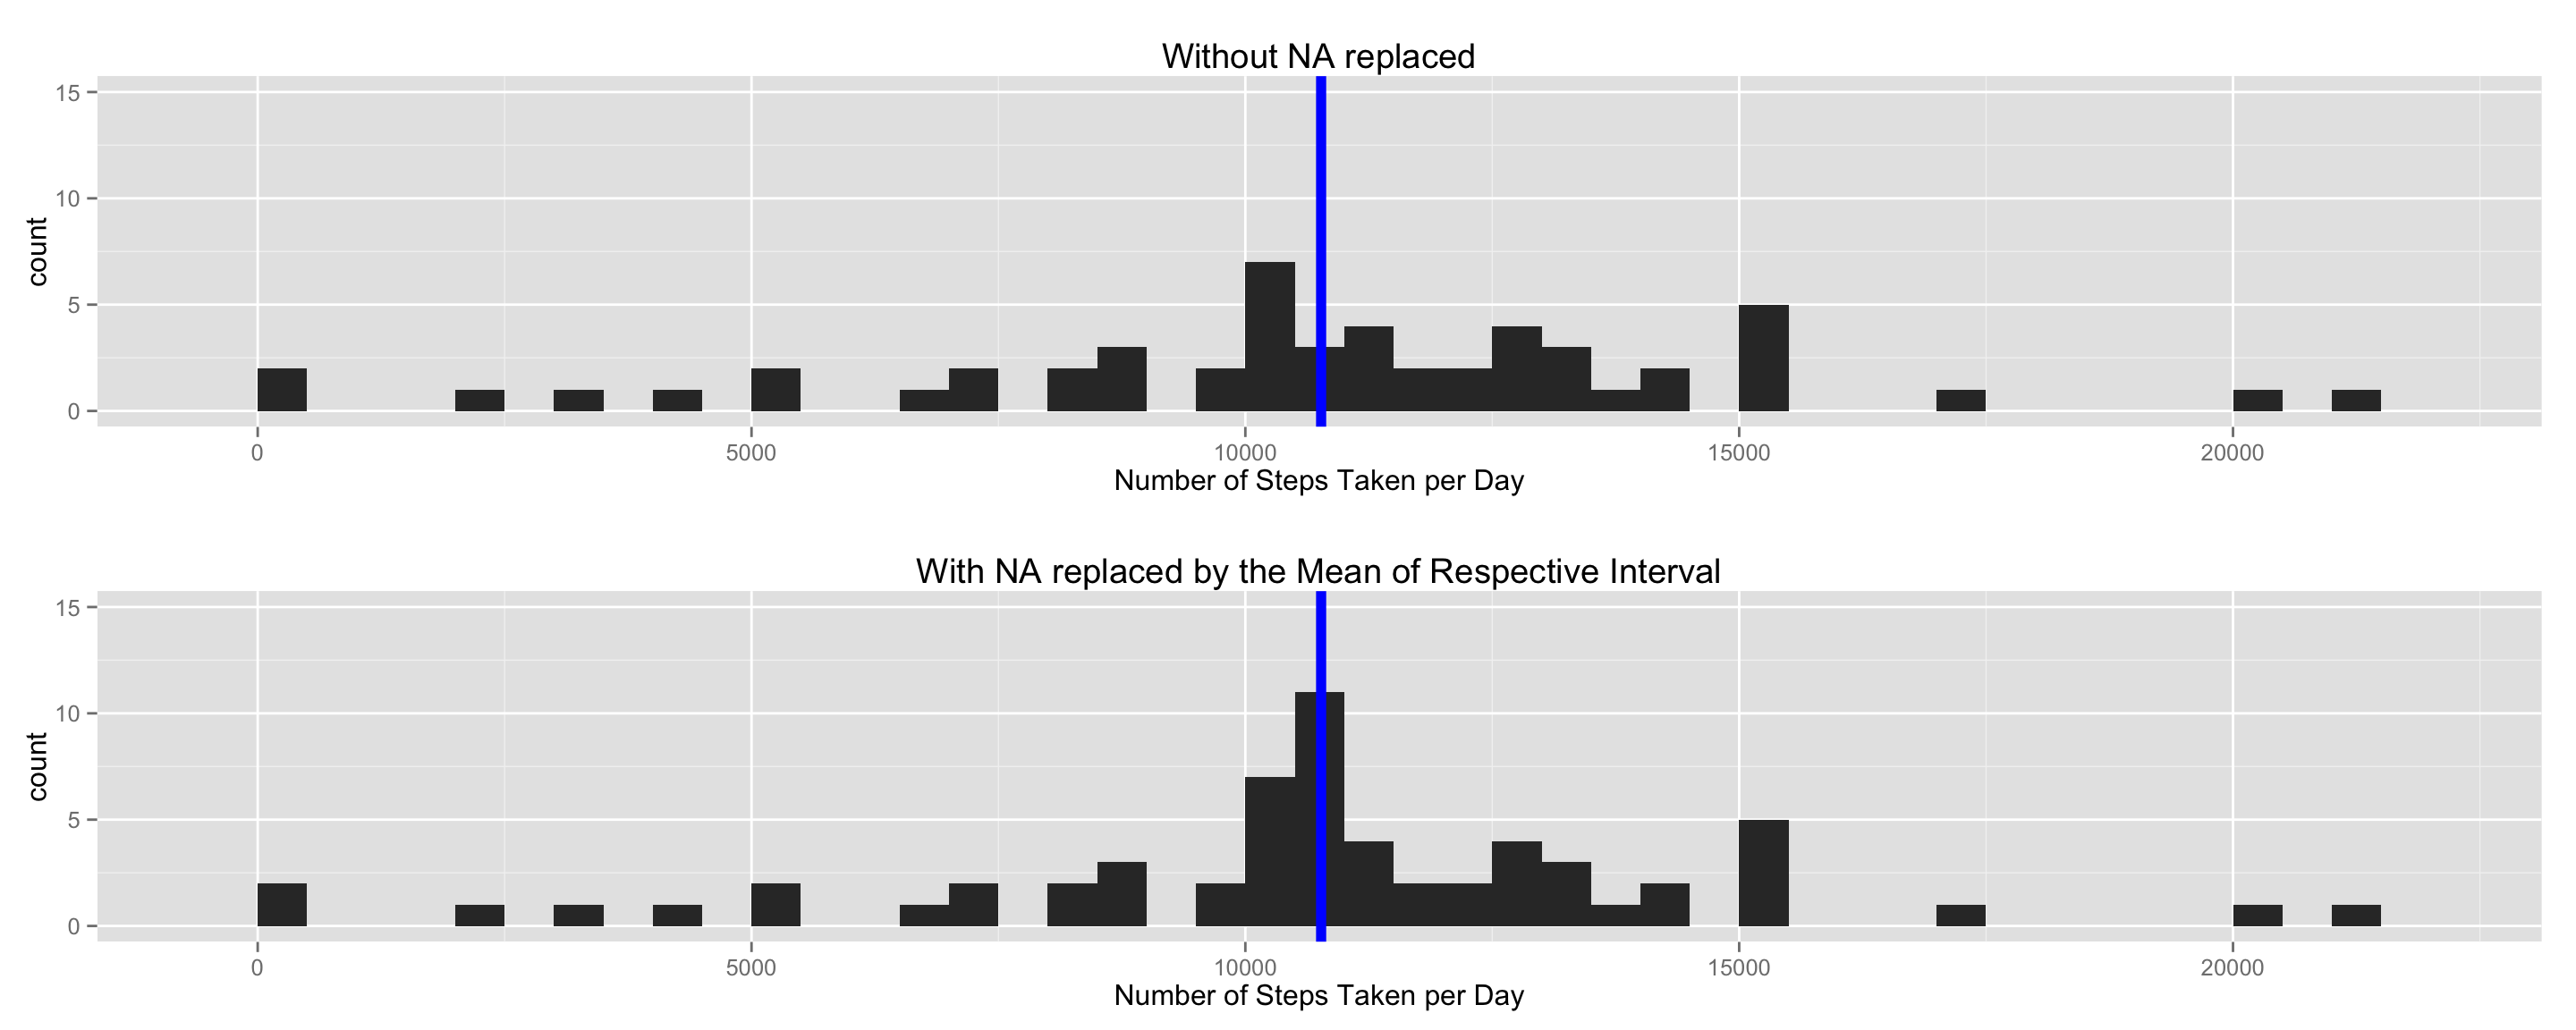 Without NA replaced
15
10
5
0
count
0 5000 10000 15000 20000
Number of Steps Taken per Day
With NA replaced by the Mean of Respective Interval
15
10
5
0
count
0 5000 10000 15000 20000
Number of Steps Taken per Day